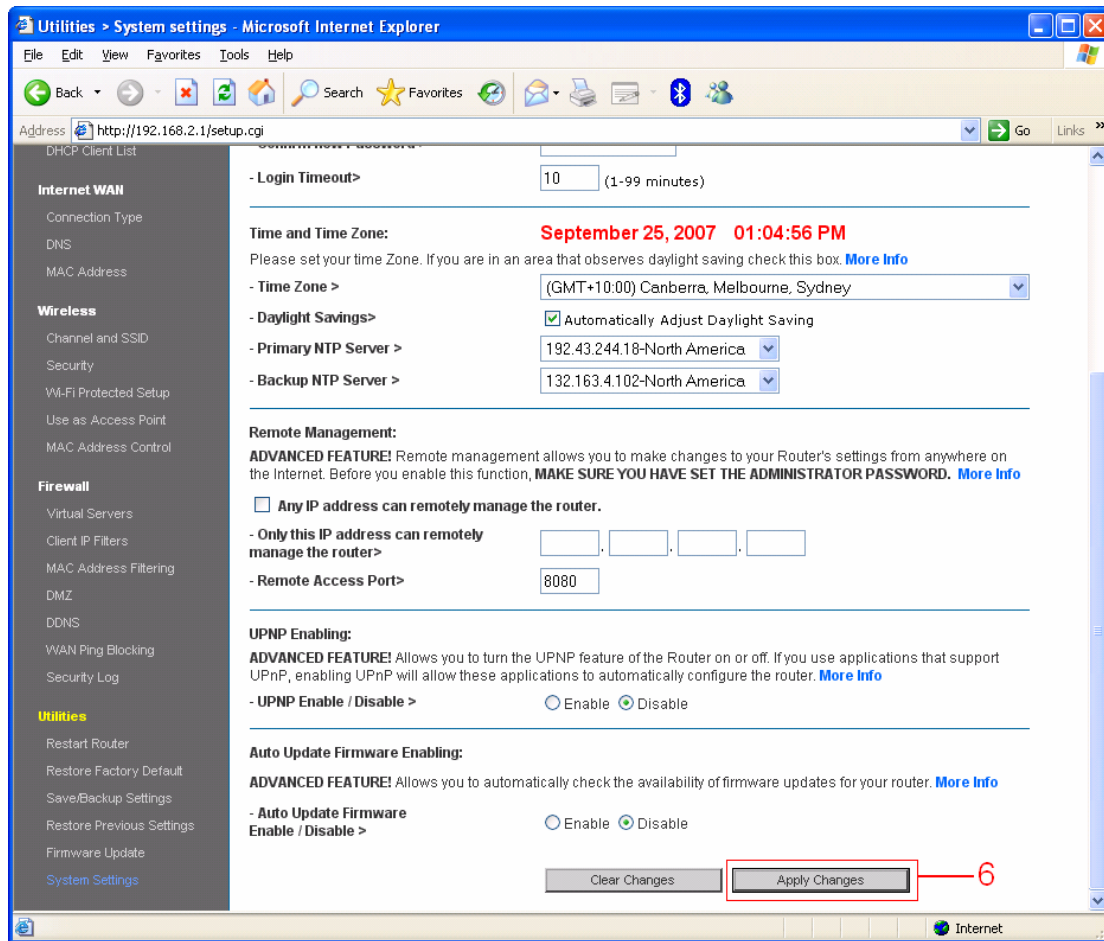 Utilities > System settings - Microsoft Internet Explorer
File Edit View Favorites Tools Help
Back Search Favorites
Address http://192.168.2.1/setup.cgi Go Links »
DHCP Client List
Internet WAN
Connection Type
DNS
MAC Address
Wireless
Channel and SSID
Security
Wi-Fi Protected Setup
Use as Access Point
MAC Address Control
Firewall
Virtual Servers
Client IP Filters
MAC Address Filtering
DMZ
DDNS
WAN Ping Blocking
Security Log
Utilities
Restart Router
Restore Factory Default
Save/Backup Settings
Restore Previous Settings
Firmware Update
System Settings
- Confirm new Password>
- Login Timeout> 10 (1-99 minutes)
Time and Time Zone: September 25, 2007 01:04:56 PM
Please set your time Zone. If you are in an area that observes daylight saving check this box. More Info
- Time Zone > (GMT+10:00) Canberra, Melbourne, Sydney
- Daylight Savings> Automatically Adjust Daylight Saving
- Primary NTP Server > 192.43.244.18-North America
- Backup NTP Server > 132.163.4.102-North America
Remote Management:
ADVANCED FEATURE! Remote management allows you to make changes to your Router's settings from anywhere on
the Internet. Before you enable this function, MAKE SURE YOU HAVE SET THE ADMINISTRATOR PASSWORD. More Info
Any IP address can remotely manage the router.
- Only this IP address can remotely
manage the router> . . .
- Remote Access Port> 8080
UPNP Enabling:
ADVANCED FEATURE! Allows you to turn the UPNP feature of the Router on or off. If you use applications that support
UPnP, enabling UPnP will allow these applications to automatically configure the router. More Info
- UPNP Enable / Disable > Enable Disable
Auto Update Firmware Enabling:
ADVANCED FEATURE! Allows you to automatically check the availability of firmware updates for your router. More Info
- Auto Update Firmware
Enable / Disable > Enable Disable
Clear Changes Apply Changes 6
Internet